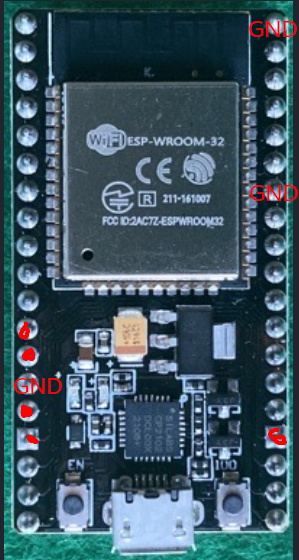 GND
K.
WiFi ESP-WROOM-32
CE
GND
R 211-161007
FCC ID:2AC7Z-ESPWROOM32
GND
EN
IO0